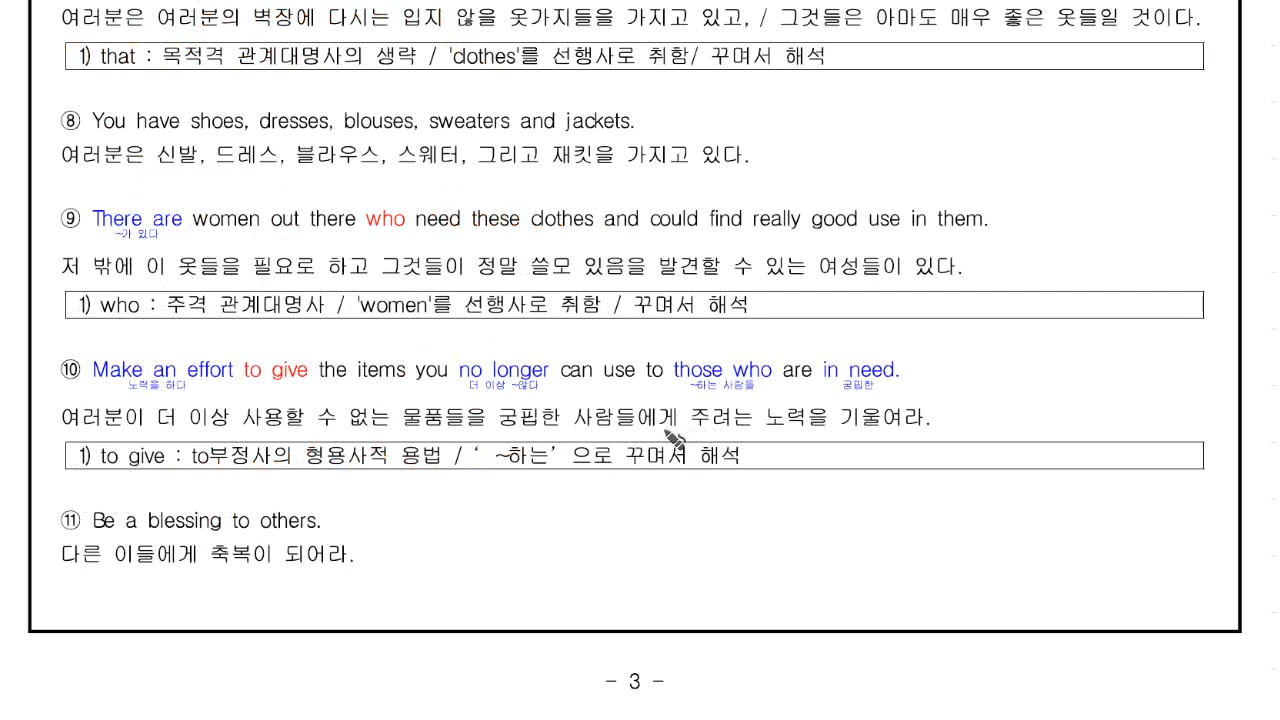 여러분은 여러분의 벽장에 다시는 입지 않을 옷가지들을 가지고 있고, / 그것들은 아마도 매우 좋은 옷들일 것이다.
1) that : 목적격 관계대명사의 생략 / 'clothes'를 선행사로 취함/ 꾸며서 해석
⑧ You have shoes, dresses, blouses, sweaters and jackets.
여러분은 신발, 드레스, 블라우스, 스웨터, 그리고 재킷을 가지고 있다.
⑨ There are women out there who need these clothes and could find really good use in them.
~가 있다
저 밖에 이 옷들을 필요로 하고 그것들이 정말 쓸모 있음을 발견할 수 있는 여성들이 있다.
1) who : 주격 관계대명사 / 'women'를 선행사로 취함 / 꾸며서 해석
⑩ Make an effort to give the items you no longer can use to those who are in need.
노력을 하다 더 이상 ~않다 ~하는 사람들 궁핍한
여러분이 더 이상 사용할 수 없는 물품들을 궁핍한 사람들에게 주려는 노력을 기울여라.
1) to give : to부정사의 형용사적 용법 / ‘ ~하는’ 으로 꾸며서 해석
⑪ Be a blessing to others.
다른 이들에게 축복이 되어라.
- 3 -